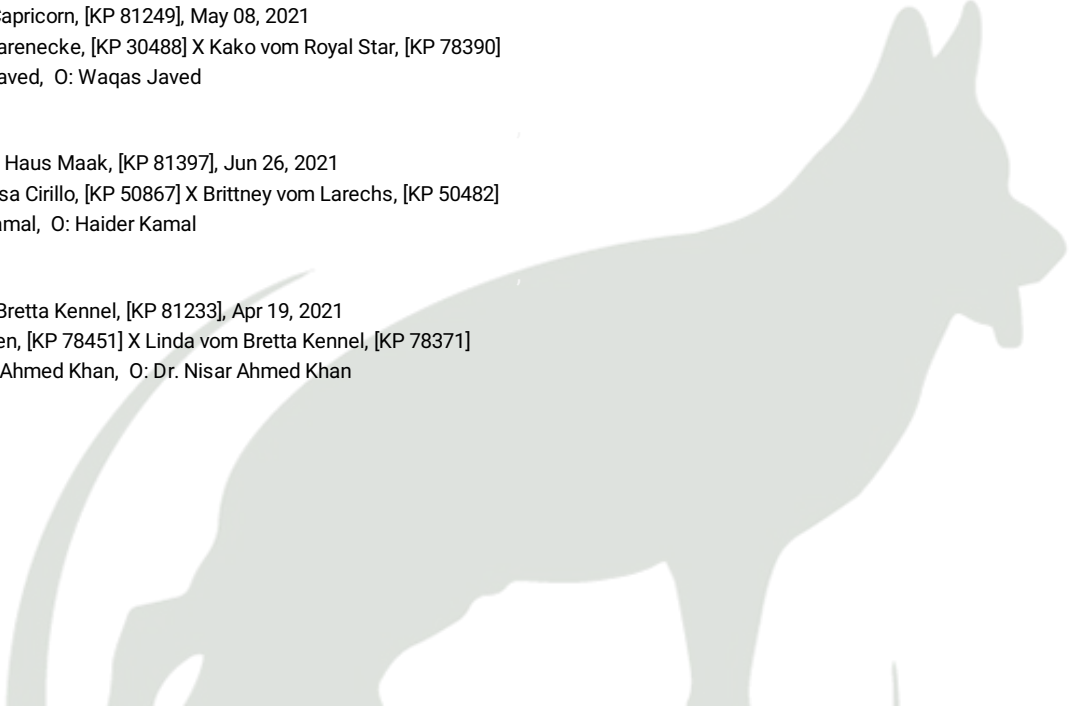 Capricorn, [KP 81249], May 08, 2021
arenecke, [KP 30488] X Kako vom Royal Star, [KP 78390]
aved, O: Waqas Javed
Haus Maak, [KP 81397], Jun 26, 2021
sa Cirillo, [KP 50867] X Brittney vom Larechs, [KP 50482]
amal, O: Haider Kamal
Bretta Kennel, [KP 81233], Apr 19, 2021
en, [KP 78451] X Linda vom Bretta Kennel, [KP 78371]
Ahmed Khan, O: Dr. Nisar Ahmed Khan